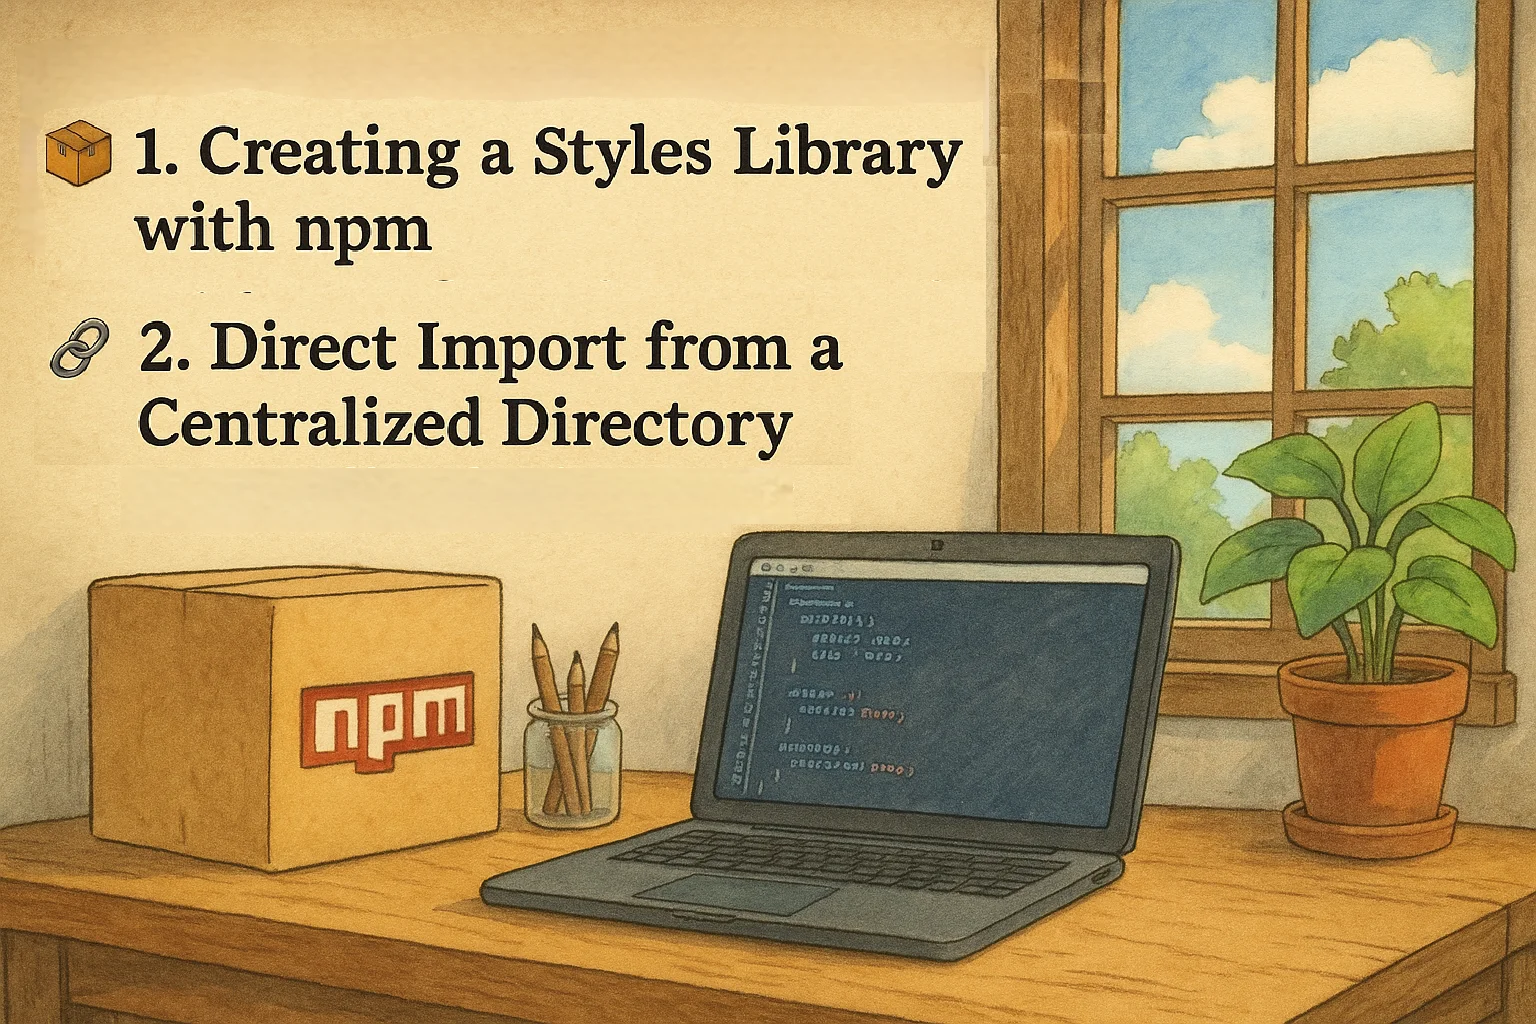 1. Creating a Styles Library
with npm
2. Direct Import from a
Centralized Directory
npm